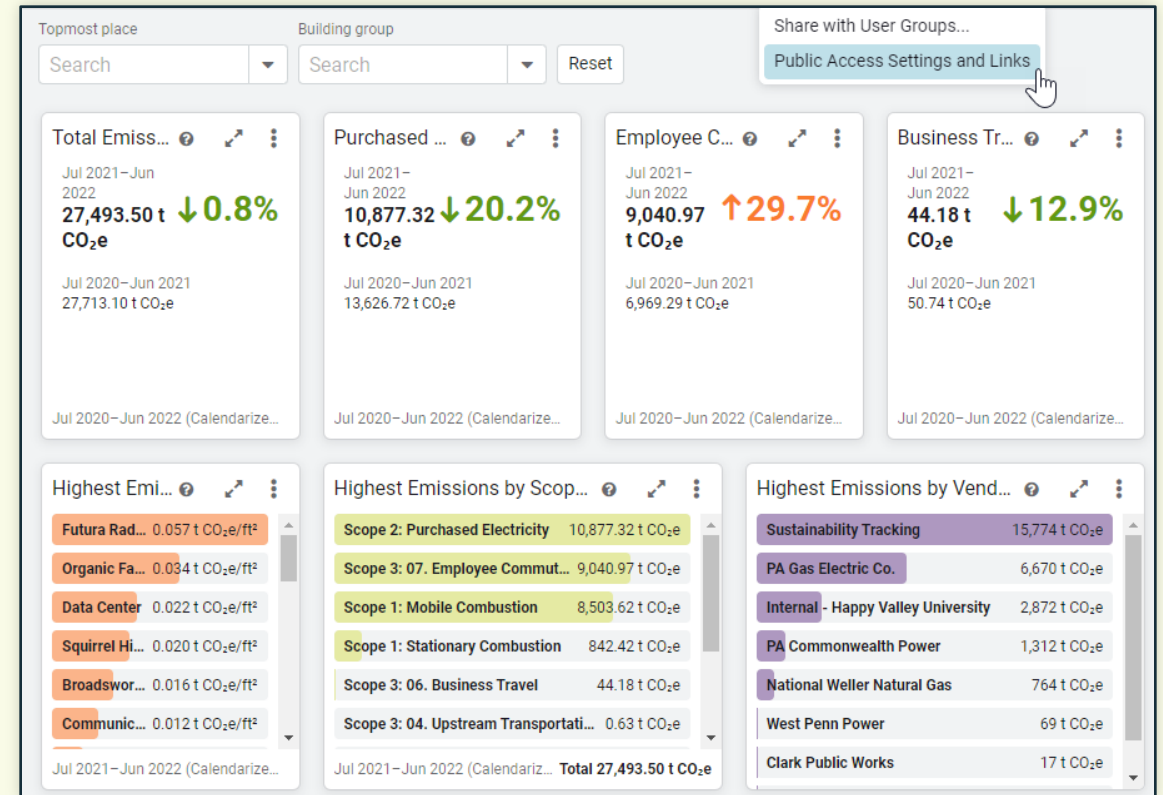 Topmost place
Building group
Search
Search
Reset
Share with User Groups...
Public Access Settings and Links
Total Emiss...
Jul 2021–Jun
2022
27,493.50 t
CO₂e
↓0.8%
Jul 2020–Jun 2021
27,713.10 t CO₂e
Jul 2020–Jun 2022 (Calendarize...
Purchased ...
Jul 2021–
Jun 2022
10,877.32
t CO₂e
↓20.2%
Jul 2020–Jun 2021
13,626.72 t CO₂e
Jul 2020–Jun 2022 (Calendarize...
Employee C...
Jul 2021–
Jun 2022
9,040.97
t CO₂e
↑29.7%
Jul 2020–Jun 2021
6,969.29 t CO₂e
Jul 2020–Jun 2022 (Calendarize...
Business Tr...
Jul 2021–
Jun 2022
44.18 t
CO₂e
↓12.9%
Jul 2020–Jun 2021
50.74 t CO₂e
Jul 2020–Jun 2022 (Calendarize...
Highest Emi...
Futura Rad... 0.057 t CO₂e/ft²
Organic Fa... 0.034 t CO₂e/ft²
Data Center 0.022 t CO₂e/ft²
Squirrel Hi... 0.020 t CO₂e/ft²
Broadswor... 0.016 t CO₂e/ft²
Communic... 0.012 t CO₂e/ft²
Jul 2021–Jun 2022 (Calendarize...
Highest Emissions by Scop...
Scope 2: Purchased Electricity 10,877.32 t CO₂e
Scope 3: 07. Employee Commut... 9,040.97 t CO₂e
Scope 1: Mobile Combustion 8,503.62 t CO₂e
Scope 1: Stationary Combustion 842.42 t CO₂e
Scope 3: 06. Business Travel 44.18 t CO₂e
Scope 3: 04. Upstream Transportati... 0.63 t CO₂e
Jul 2021–Jun 2022 (Calendariz... Total 27,493.50 t CO₂e
Highest Emissions by Vend...
Sustainability Tracking 15,774 t CO₂e
PA Gas Electric Co. 6,670 t CO₂e
Internal - Happy Valley University 2,872 t CO₂e
PA Commonwealth Power 1,312 t CO₂e
National Weller Natural Gas 764 t CO₂e
West Penn Power 69 t CO₂e
Clark Public Works 17 t CO₂e